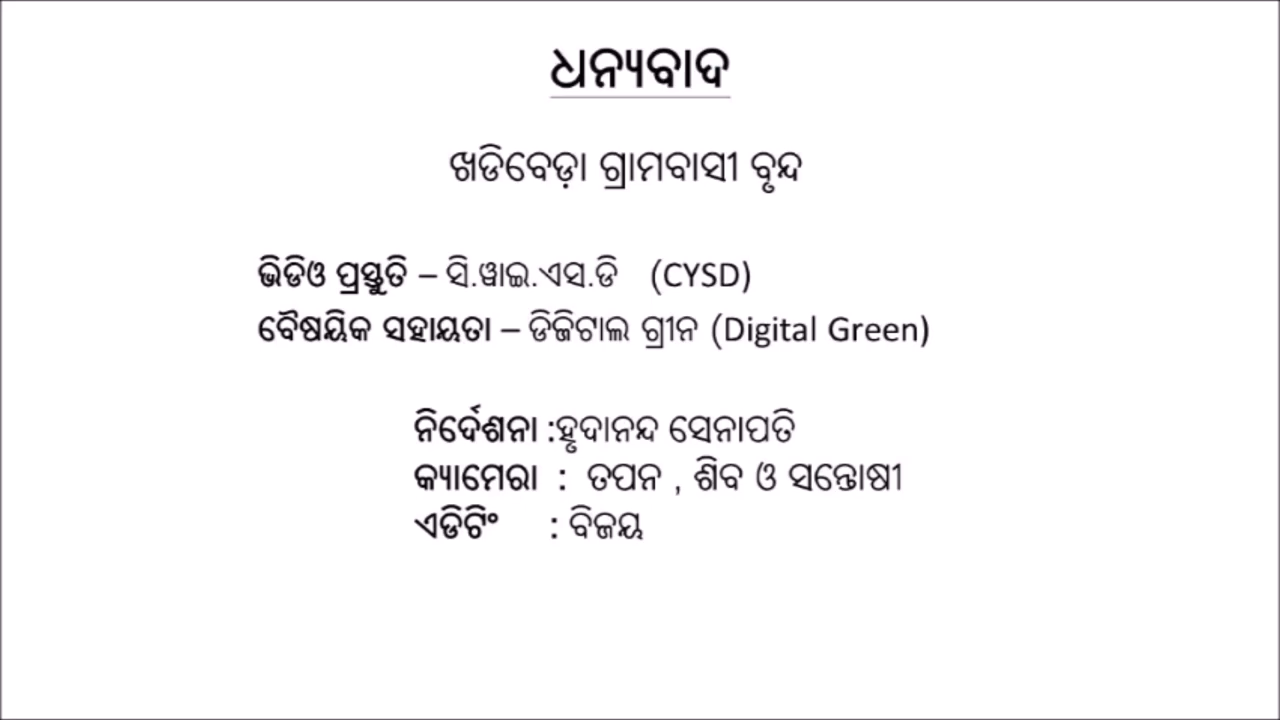 ଧନ୍ୟବାଦ
ଖଡିବେଡ଼ା ଗ୍ରାମବାସୀ ବୃନ୍ଦ
ଭିଡିଓ ପ୍ରସ୍ତୁତି – ସି.ୱାଇ.ଏସ.ଡି (CYSD)
ବୈଷୟିକ ସହାୟତା – ଡିଜିଟାଲ ଗ୍ରୀନ (Digital Green)
ନିର୍ଦେଶନା :ହୃଦାନନ୍ଦ ସେନାପତି
କ୍ୟାମେରା : ତପନ , ଶିବ ଓ ସନ୍ତୋଷୀ
ଏଡିଟିଂ : ବିଜୟ